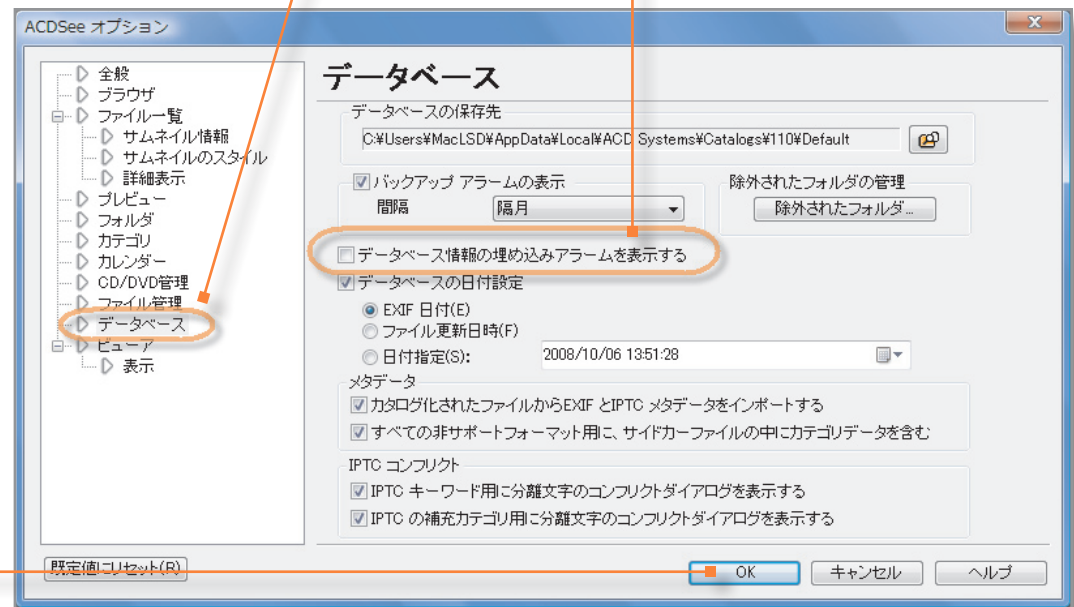 ACDSee オプション
全般
ブラウザ
ファイル一覧
サムネイル情報
サムネイルのスタイル
詳細表示
プレビュー
フォルダ
カテゴリ
カレンダー
CD/DVD管理
ファイル管理
データベース
ビューア
表示
データベース
データベースの保存先
C:¥Users¥MacLSD¥AppData¥Local¥ACD Systems¥Catalogs¥110¥Default
バックアップ アラームの表示
間隔 隔月
除外されたフォルダの管理
除外されたフォルダ...
データベース情報の埋め込みアラームを表示する
データベースの日付設定
EXIF 日付(E)
ファイル更新日時(F)
日付指定(S): 2008/10/06 13:51:28
メタデータ
カタログ化されたファイルからEXIF とIPTC メタデータをインポートする
すべての非サポートフォーマット用に、サイドカーファイルの中にカテゴリデータを含む
IPTC コンフリクト
IPTC キーワード用に分離文字のコンフリクトダイアログを表示する
IPTC の補充カテゴリ用に分離文字のコンフリクトダイアログを表示する
既定値にリセット(R)
OK キャンセル ヘルプ